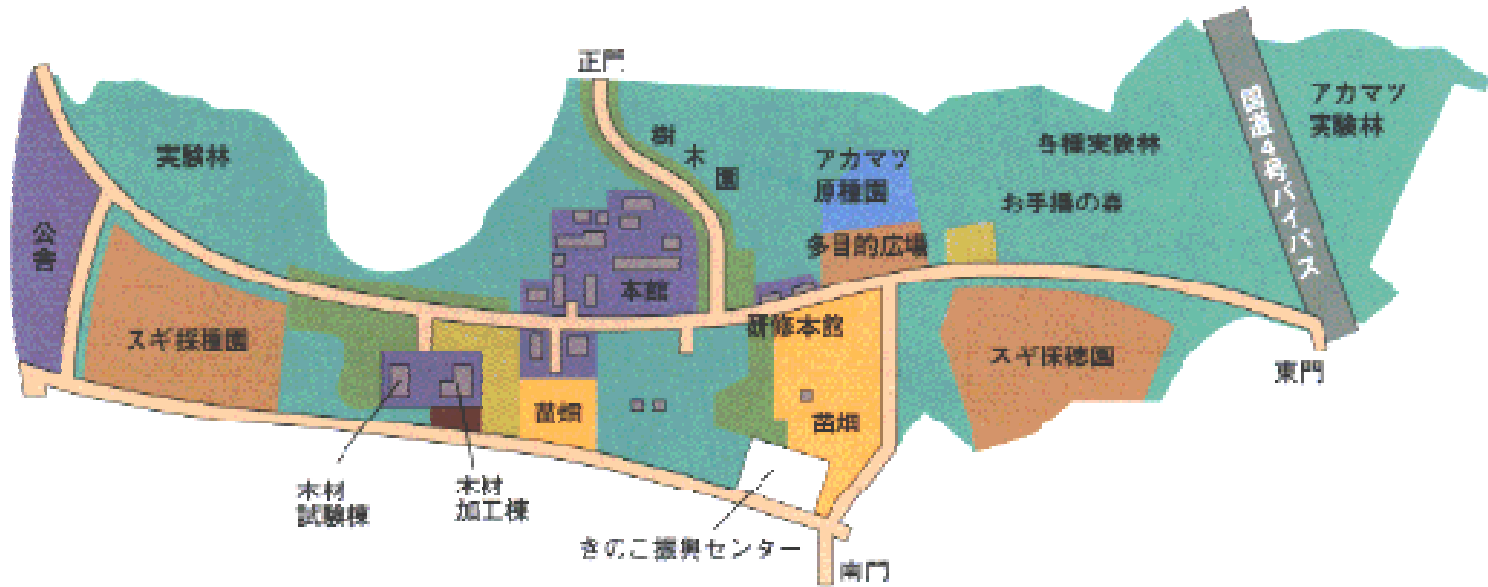 正門
国道4号バイパス
アカマツ
実験林
樹木園
実験林
各種実験林
アカマツ
原種園
お手播の森
公舎
多目的広場
本館
研修本館
スギ採種園
スギ採穂園
東門
苗畑
苗畑
木材
試験棟
木材
加工棟
きのこ振興センター
南門